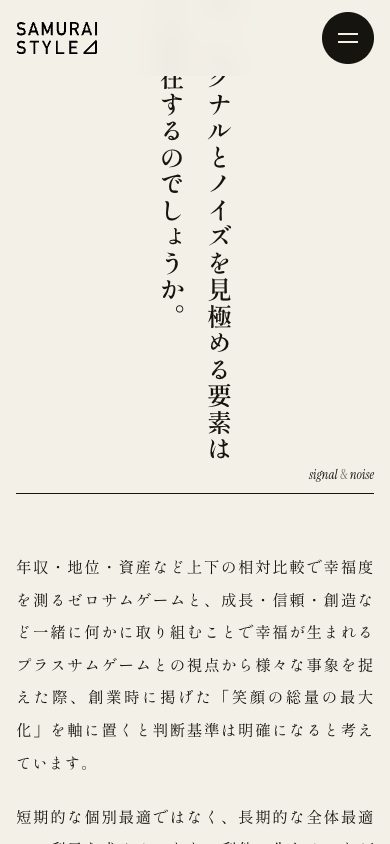 SAMURAI
STYLE
グナルとノイズを見極める要素は
在するのでしょうか。
signal & noise
年収・地位・資産など上下の相対比較で幸福度
を測るゼロサムゲームと、成長・信頼・創造な
ど一緒に何かに取り組むことで幸福が生まれる
プラスサムゲームとの視点から様々な事象を捉
えた際、創業時に掲げた「笑顔の総量の最大
化」を軸に置くと判断基準は明確になると考え
ています。
短期的な個別最適ではなく、長期的な全体最適